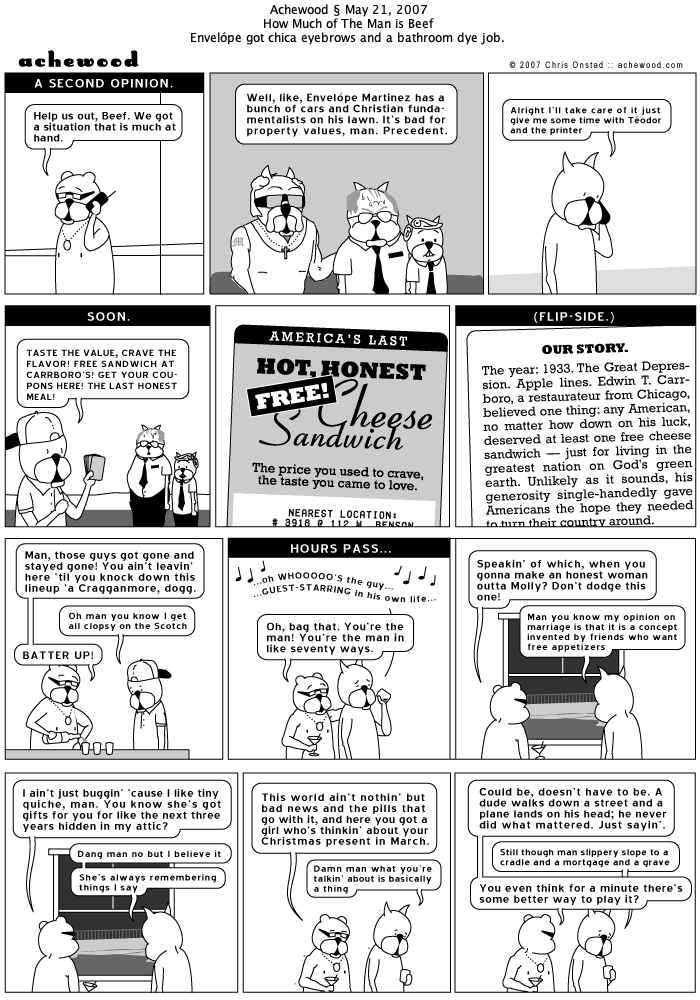 Achewood § May 21, 2007
How Much of The Man is Beef
Envelópe got chica eyebrows and a bathroom dye job.
achewood
© 2007 Chris Onstad :: achewood.com
A SECOND OPINION.
Help us out, Beef. We got
a situation that is much at
hand.
Well, like, Envelópe Martinez has a
bunch of cars and Christian funda-
mentalists on his lawn. It's bad for
property values, man. Precedent.
M
Alright I'll take care of it just
give me some time with Téodor
and the printer
SOON.
TASTE THE VALUE, CRAVE THE
FLAVOR! FREE SANDWICH AT
CARRBORO'S! GET YOUR COU-
PONS HERE! THE LAST HONEST
MEAL!
AMERICA'S LAST
HOT, HONEST
FREE!
Cheese
Sandwich
The price you used to crave,
the taste you came to love.
NEAREST LOCATION:
# 3918 @ 112 W. BENSON
(FLIP-SIDE.)
OUR STORY.
The year: 1933. The Great Depres-
sion. Apple lines. Edwin T. Carr-
boro, a restaurateur from Chicago,
believed one thing: any American,
no matter how down on his luck,
deserved at least one free cheese
sandwich — just for living in the
greatest nation on God's green
earth. Unlikely as it sounds, his
generosity single-handedly gave
Americans the hope they needed
to turn their country around.
Man, those guys got gone and
stayed gone! You ain't leavin'
here 'til you knock down this
lineup 'a Cragganmore, dogg.
Oh man you know I get
all clopsy on the Scotch
BATTER UP!
HOURS PASS...
...oh WHOOOOO'S the guy...
...GUEST-STARRING in his own life...
Oh, bag that. You're the
man! You're the man in
like seventy ways.
Speakin' of which, when you
gonna make an honest woman
outta Molly? Don't dodge this
one!
Man you know my opinion on
marriage is that it is a concept
invented by friends who want
free appetizers
I ain't just buggin' 'cause I like tiny
quiche, man. You know she's got
gifts for you for like the next three
years hidden in my attic?
Dang man no but I believe it
She's always remembering
things I say
This world ain't nothin' but
bad news and the pills that
go with it, and here you got a
girl who's thinkin' about your
Christmas present in March.
Damn man what you're
talkin' about is basically
a thing
Could be, doesn't have to be. A
dude walks down a street and a
plane lands on his head; he never
did what mattered. Just sayin'.
Still though man slippery slope to a
cradle and a mortgage and a grave
You even think for a minute there's
some better way to play it?